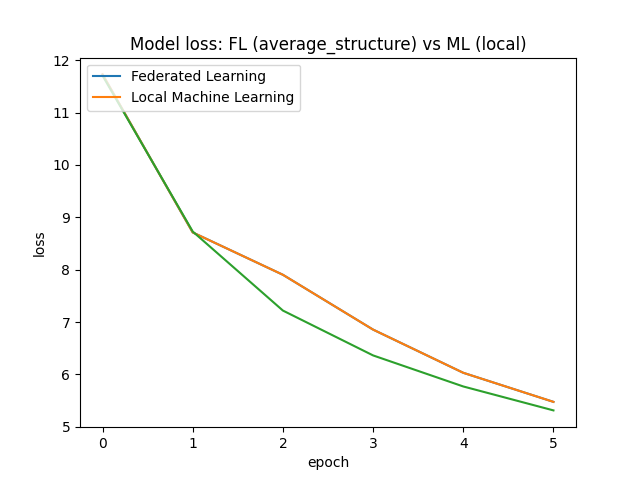 Model loss: FL (average_structure) vs ML (local)
12
11
10
9
8
7
6
5
loss
Federated Learning
Local Machine Learning
0 1 2 3 4 5
epoch